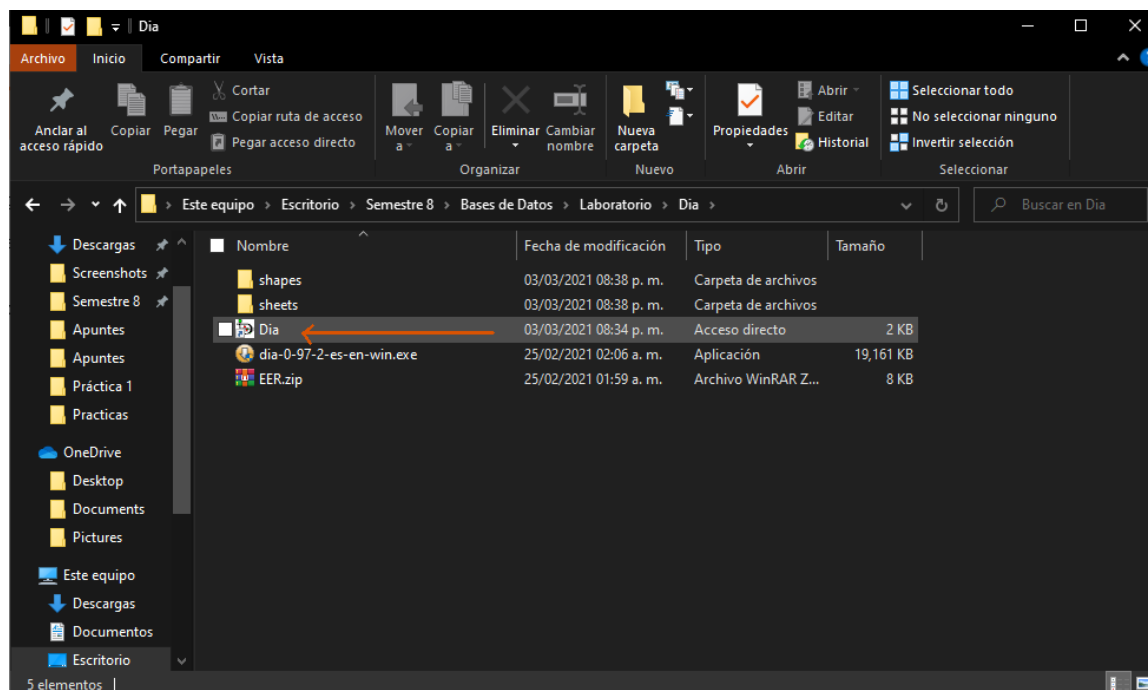 Dia
Archivo Inicio Compartir Vista
Anclar al acceso rápido
Copiar
Pegar
Cortar
Copiar ruta de acceso
Pegar acceso directo
Mover a
Copiar a
Eliminar
Cambiar nombre
Nueva carpeta
Propiedades
Abrir
Editar
Historial
Seleccionar todo
No seleccionar ninguno
Invertir selección
Portapapeles Organizar Nuevo Abrir Seleccionar
Este equipo > Escritorio > Semestre 8 > Bases de Datos > Laboratorio > Dia >
Buscar en Dia
Descargas
Screenshots
Semestre 8
Apuntes
Apuntes
Práctica 1
Practicas
OneDrive
Desktop
Documents
Pictures
Este equipo
Descargas
Documentos
Escritorio
Nombre Fecha de modificación Tipo Tamaño
shapes 03/03/2021 08:38 p. m. Carpeta de archivos
sheets 03/03/2021 08:38 p. m. Carpeta de archivos
Dia 03/03/2021 08:34 p. m. Acceso directo 2 KB
dia-0-97-2-es-en-win.exe 25/02/2021 02:06 a. m. Aplicación 19,161 KB
EER.zip 25/02/2021 01:59 a. m. Archivo WinRAR Z... 8 KB
5 elementos